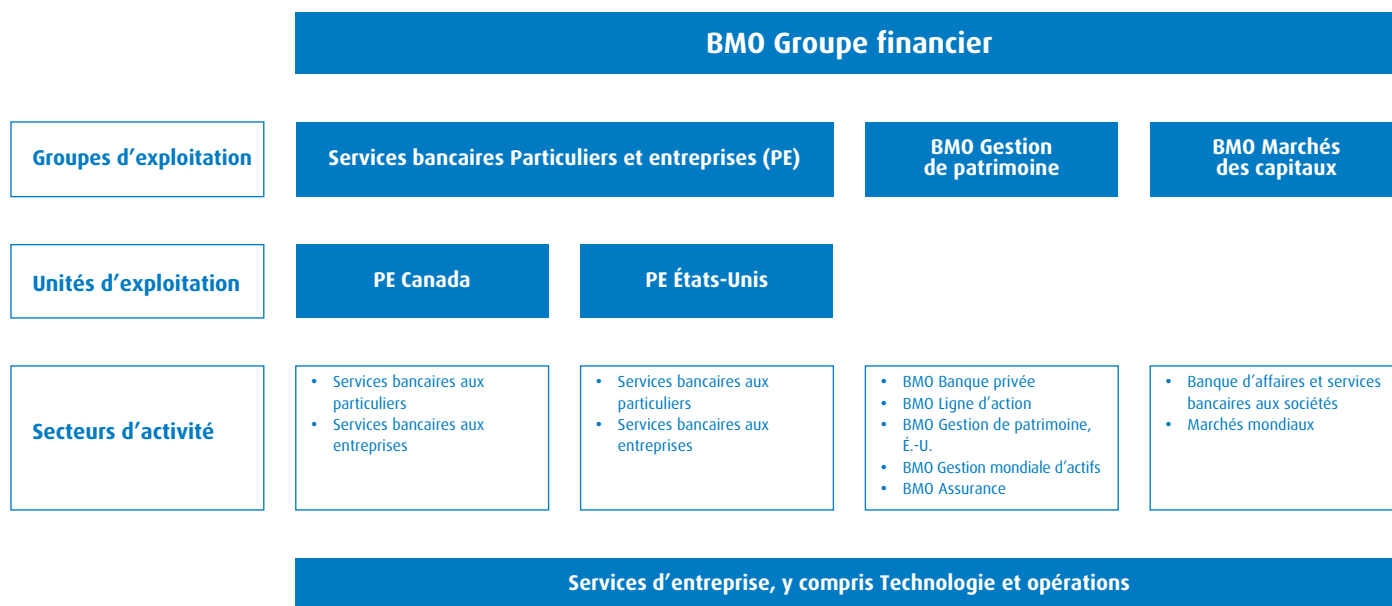 BMO Groupe financier
Groupes d'exploitation
Services bancaires Particuliers et entreprises (PE)
BMO Gestion
de patrimoine
BMO Marchés
des capitaux
Unités d'exploitation
PE Canada
PE États-Unis
Secteurs d'activité
• Services bancaires aux
particuliers
• Services bancaires aux
entreprises
• Services bancaires aux
particuliers
• Services bancaires aux
entreprises
• BMO Banque privée
• BMO Ligne d'action
• BMO Gestion de patrimoine,
É.-U.
• BMO Gestion mondiale d'actifs
• BMO Assurance
• Banque d'affaires et services
bancaires aux sociétés
• Marchés mondiaux
Services d'entreprise, y compris Technologie et opérations